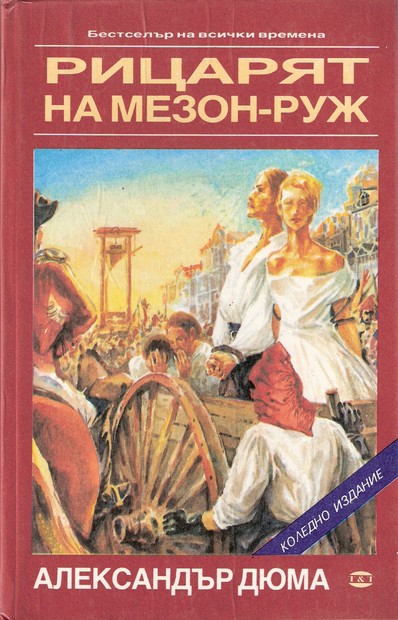 Бестселър на всички времена
РИЦАРЯТ
НА МЕЗОН-РУЖ
КОЛЕДНО ИЗДАНИЕ
АЛЕКСАНДЪР ДЮМА
I&I